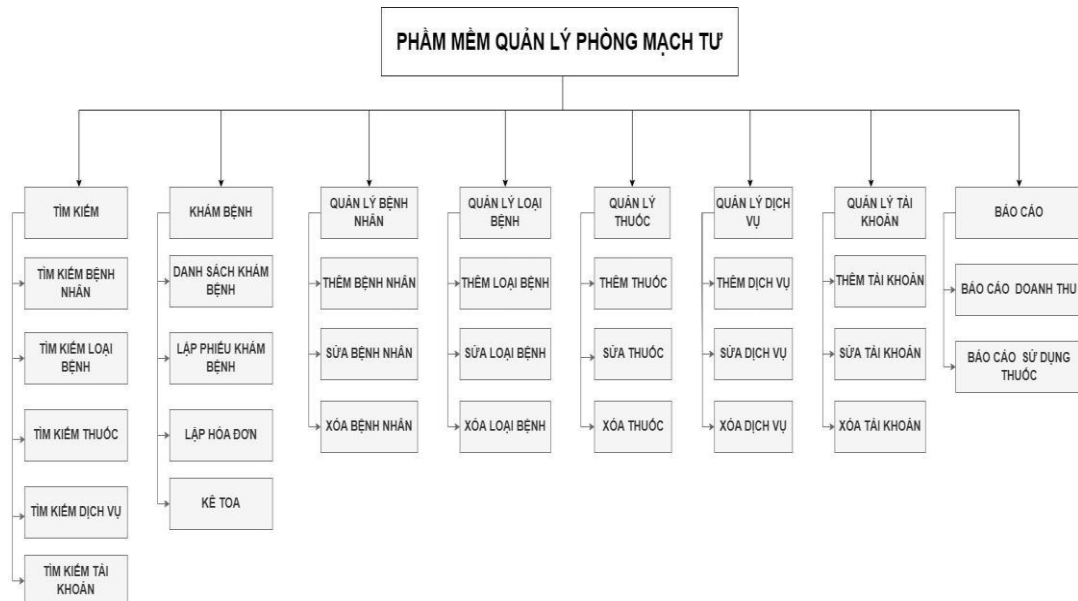 PHẦM MỀM QUẢN LÝ PHÒNG MẠCH TƯ
TÌM KIẾM
KHÁM BỆNH
QUẢN LÝ BỆNH
NHÂN
QUẢN LÝ LOẠI
BỆNH
QUẢN LÝ
THUỐC
QUẢN LÝ DỊCH
VỤ
QUẢN LÝ TÀI
KHOẢN
BÁO CÁO
TÌM KIẾM BỆNH
NHÂN
TÌM KIẾM LOẠI
BỆNH
TÌM KIẾM THUỐC
TÌM KIẾM DỊCH VỤ
TÌM KIẾM TÀI
KHOẢN
DANH SÁCH KHÁM
BỆNH
LẬP PHIẾU KHÁM
BỆNH
LẬP HÓA ĐƠN
KÊ TOA
THÊM BỆNH NHÂN
SỬA BỆNH NHÂN
XÓA BỆNH NHÂN
THÊM LOẠI BỆNH
SỬA LOẠI BỆNH
XÓA LOẠI BỆNH
THÊM THUỐC
SỬA THUỐC
XÓA THUỐC
THÊM DỊCH VỤ
SỬA DỊCH VỤ
XÓA DỊCH VỤ
THÊM TÀI KHOẢN
SỬA TÀI KHOẢN
XÓA TÀI KHOẢN
BÁO CÁO DOANH THU
BÁO CÁO SỬ DỤNG
THUỐC